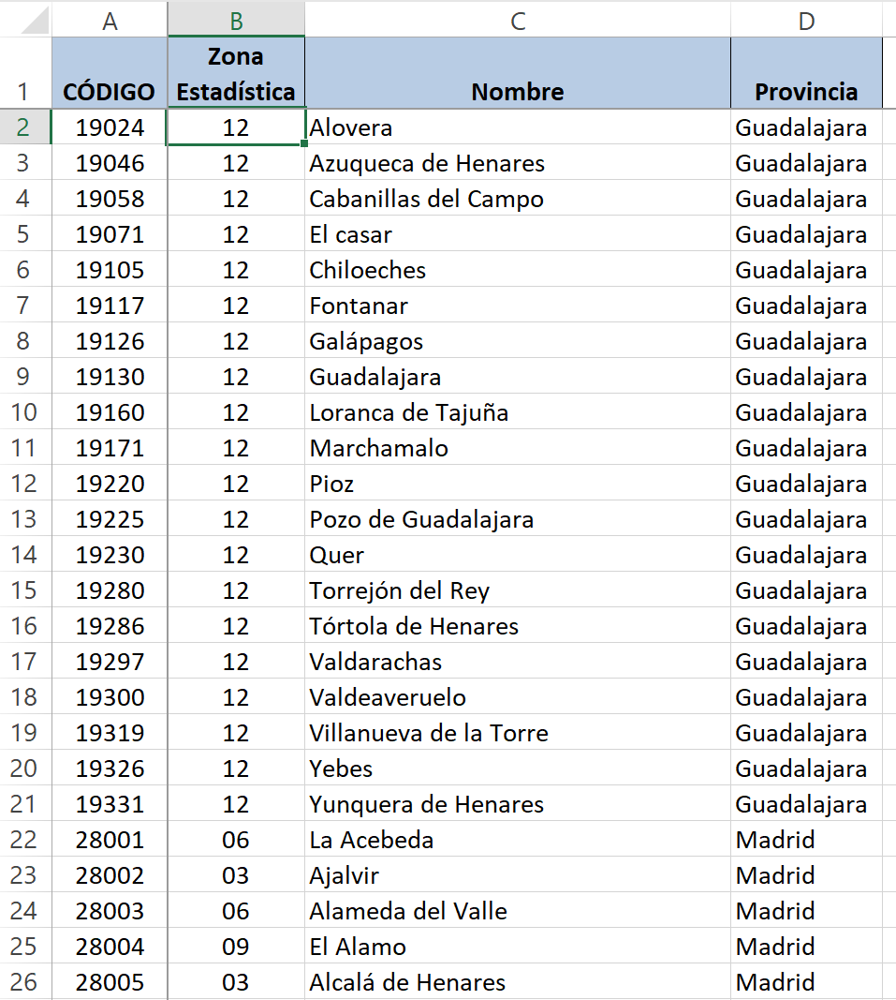 A B C D
1 CÓDIGO Zona Estadística Nombre Provincia
2 19024 12 Alovera Guadalajara
3 19046 12 Azuqueca de Henares Guadalajara
4 19058 12 Cabanillas del Campo Guadalajara
5 19071 12 El casar Guadalajara
6 19105 12 Chiloeches Guadalajara
7 19117 12 Fontanar Guadalajara
8 19126 12 Galápagos Guadalajara
9 19130 12 Guadalajara Guadalajara
10 19160 12 Loranca de Tajuña Guadalajara
11 19171 12 Marchamalo Guadalajara
12 19220 12 Pioz Guadalajara
13 19225 12 Pozo de Guadalajara Guadalajara
14 19230 12 Quer Guadalajara
15 19280 12 Torrejón del Rey Guadalajara
16 19286 12 Tórtola de Henares Guadalajara
17 19297 12 Valdarachas Guadalajara
18 19300 12 Valdeaveruelo Guadalajara
19 19319 12 Villanueva de la Torre Guadalajara
20 19326 12 Yebes Guadalajara
21 19331 12 Yunquera de Henares Guadalajara
22 28001 06 La Acebeda Madrid
23 28002 03 Ajalvir Madrid
24 28003 06 Alameda del Valle Madrid
25 28004 09 El Alamo Madrid
26 28005 03 Alcalá de Henares Madrid